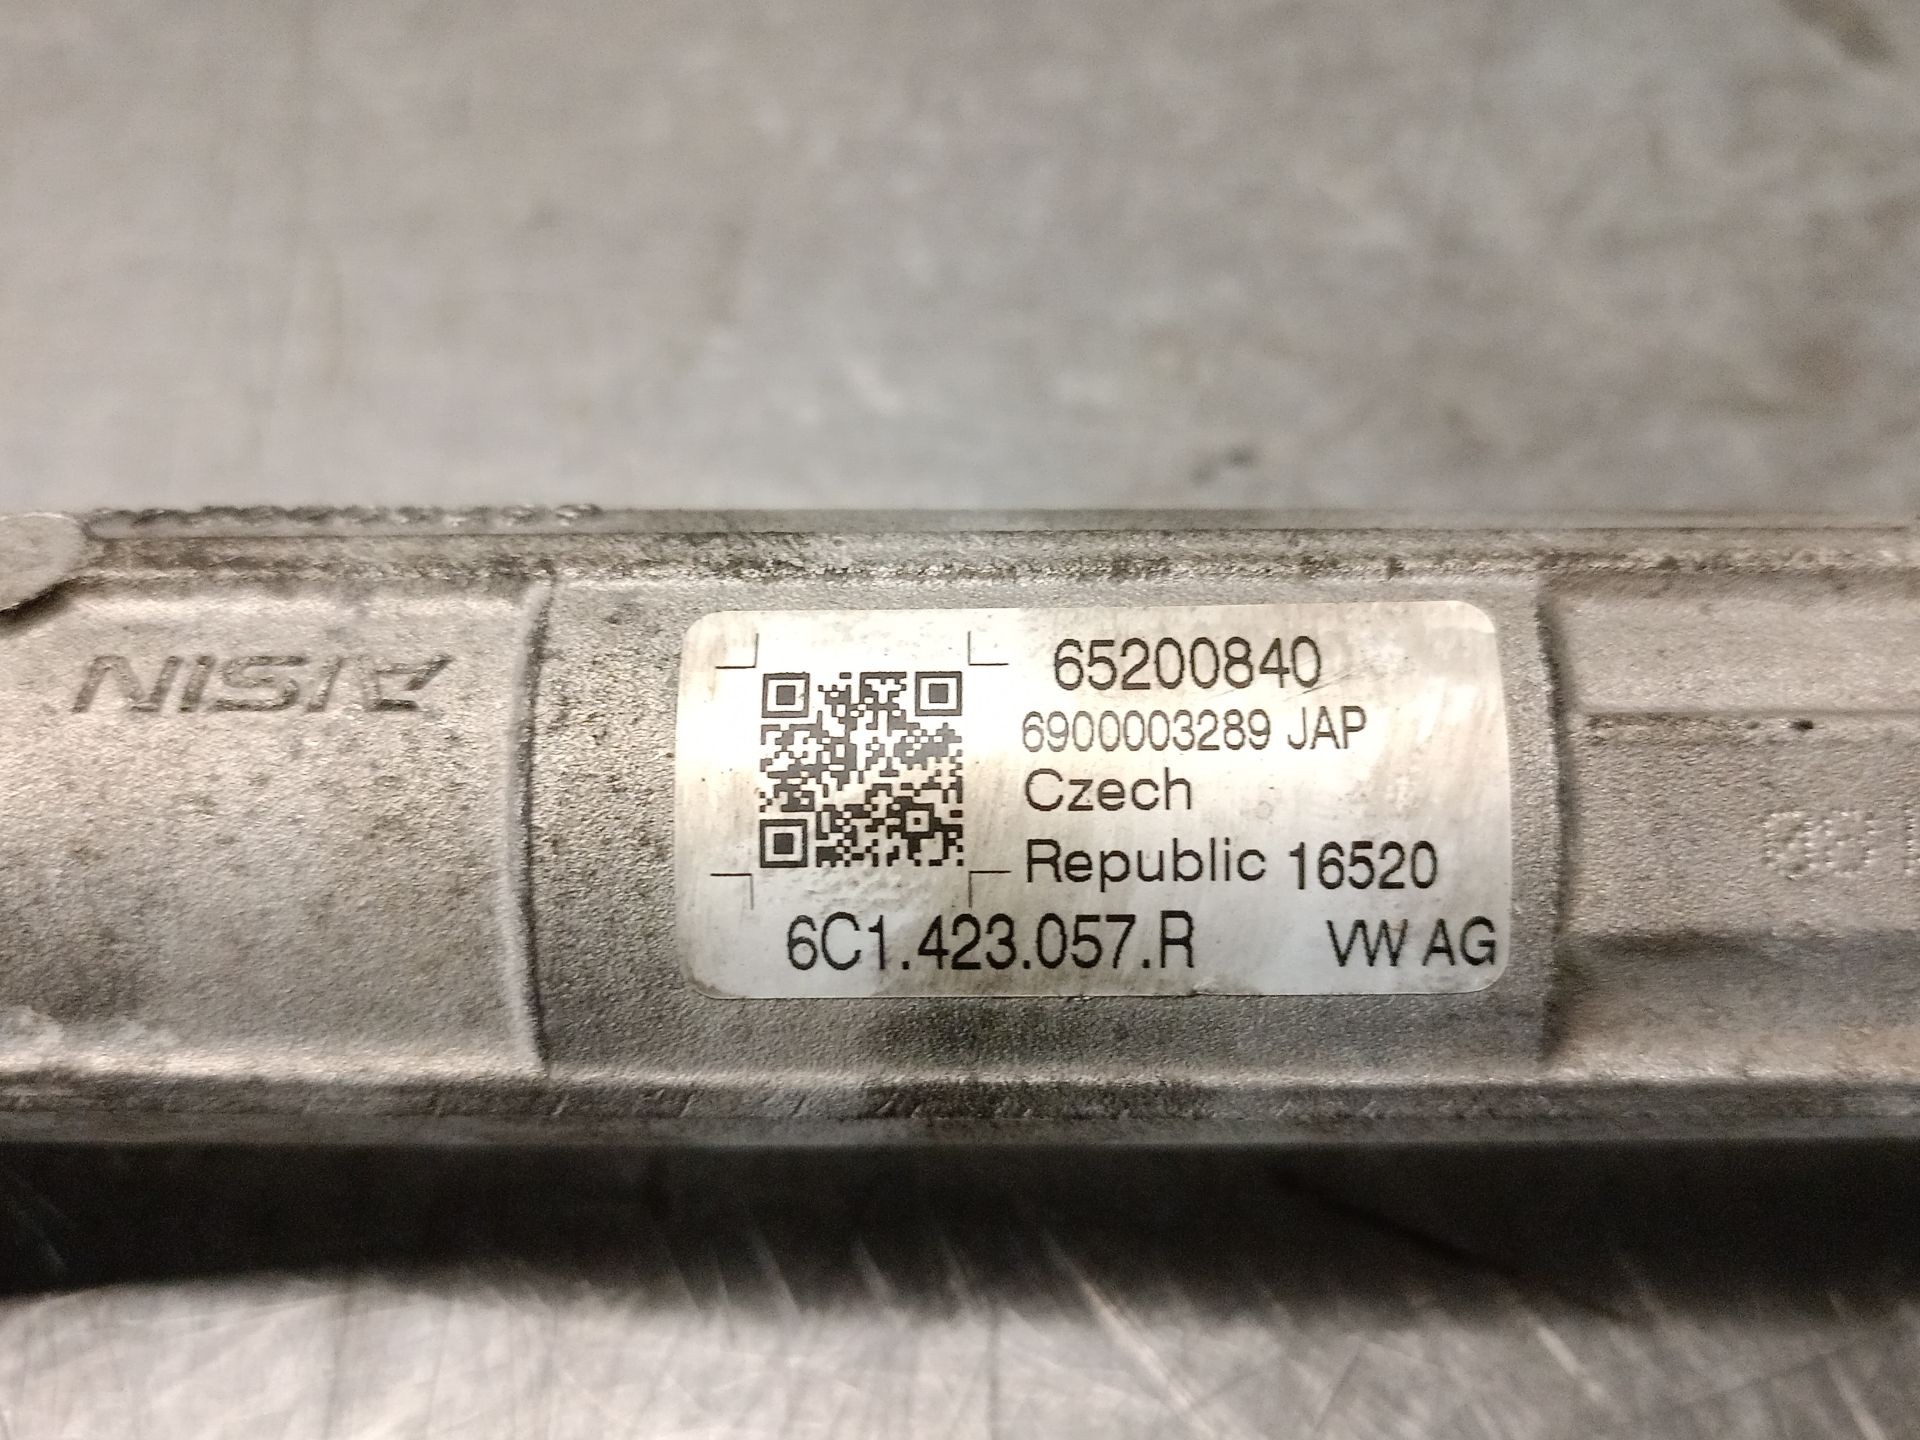 AISIN
65200840
6900003289 JAP
Czech
Republic 16520
6C1.423.057.R VW AG